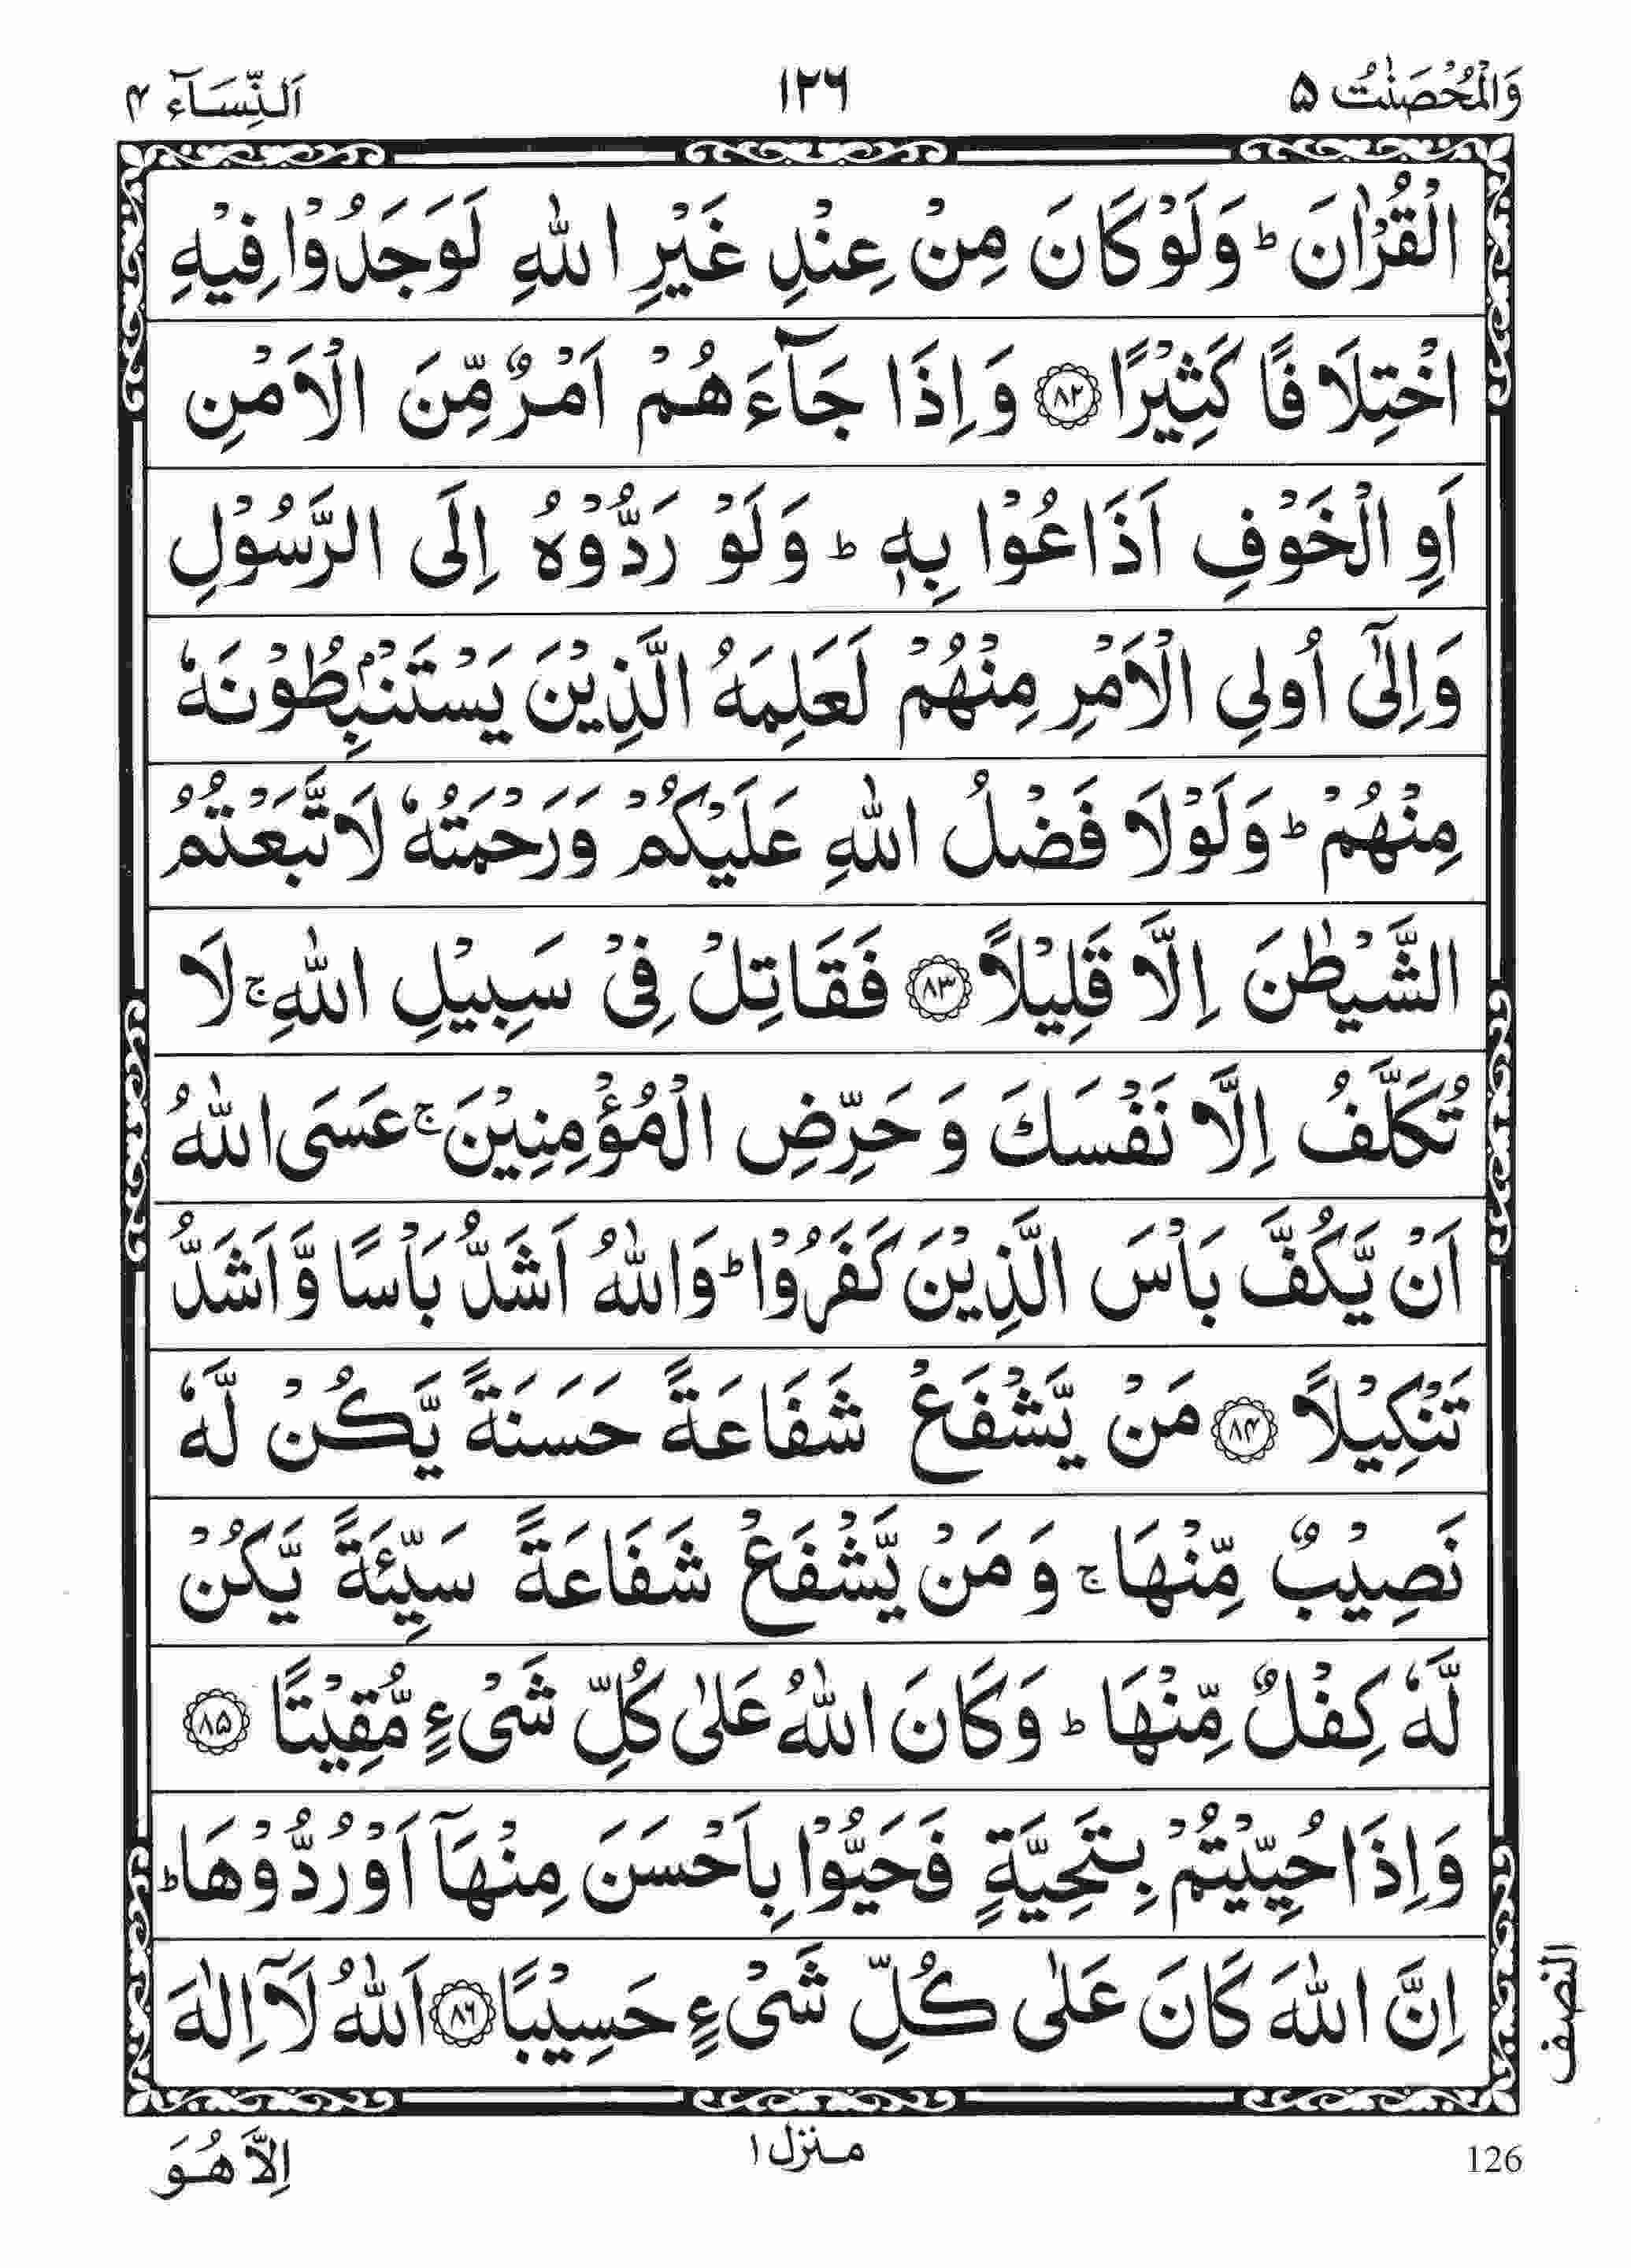 وَالْمُحْصَنٰتُ ۵
١٢٦
اَلنِّسَآء ۴
الْقُرْاٰنَ ؕ وَلَوْ كَانَ مِنْ عِنْدِ غَيْرِ اللّٰهِ لَوَجَدُوْا فِيْهِ
اخْتِلَافًا كَثِيْرًا ﴿۸۲﴾ وَاِذَا جَآءَهُمْ اَمْرٌ مِّنَ الْاَمْنِ
اَوِ الْخَوْفِ اَذَاعُوْا بِهٖ ؕ وَلَوْ رَدُّوْهُ اِلَى الرَّسُوْلِ
وَاِلٰٓى اُولِى الْاَمْرِ مِنْهُمْ لَعَلِمَهُ الَّذِيْنَ يَسْتَنْۢبِطُوْنَهٗ
مِنْهُمْ ؕ وَلَوْلَا فَضْلُ اللّٰهِ عَلَيْكُمْ وَرَحْمَتُهٗ لَاتَّبَعْتُمُ
الشَّيْطٰنَ اِلَّا قَلِيْلًا ﴿۸۳﴾ فَقَاتِلْ فِىْ سَبِيْلِ اللّٰهِ ۚ لَا
تُكَلَّفُ اِلَّا نَفْسَكَ وَحَرِّضِ الْمُؤْمِنِيْنَ ۚ عَسَى اللّٰهُ
اَنْ يَّكُفَّ بَاْسَ الَّذِيْنَ كَفَرُوْا ؕ وَاللّٰهُ اَشَدُّ بَاْسًا وَّاَشَدُّ
تَنْكِيْلًا ﴿۸۴﴾ مَنْ يَّشْفَعْ شَفَاعَةً حَسَنَةً يَّكُنْ لَّهٗ
نَصِيْبٌ مِّنْهَا ۚ وَمَنْ يَّشْفَعْ شَفَاعَةً سَيِّئَةً يَّكُنْ
لَّهٗ كِفْلٌ مِّنْهَا ؕ وَكَانَ اللّٰهُ عَلٰى كُلِّ شَىْءٍ مُّقِيْتًا ﴿۸۵﴾
وَاِذَا حُيِّيْتُمْ بِتَحِيَّةٍ فَحَيُّوْا بِاَحْسَنَ مِنْهَآ اَوْ رُدُّوْهَا ؕ
اِنَّ اللّٰهَ كَانَ عَلٰى كُلِّ شَىْءٍ حَسِيْبًا ﴿۸۶﴾ اَللّٰهُ لَآ اِلٰهَ
النصف
اِلَّا هُوَ
منزل ١
126